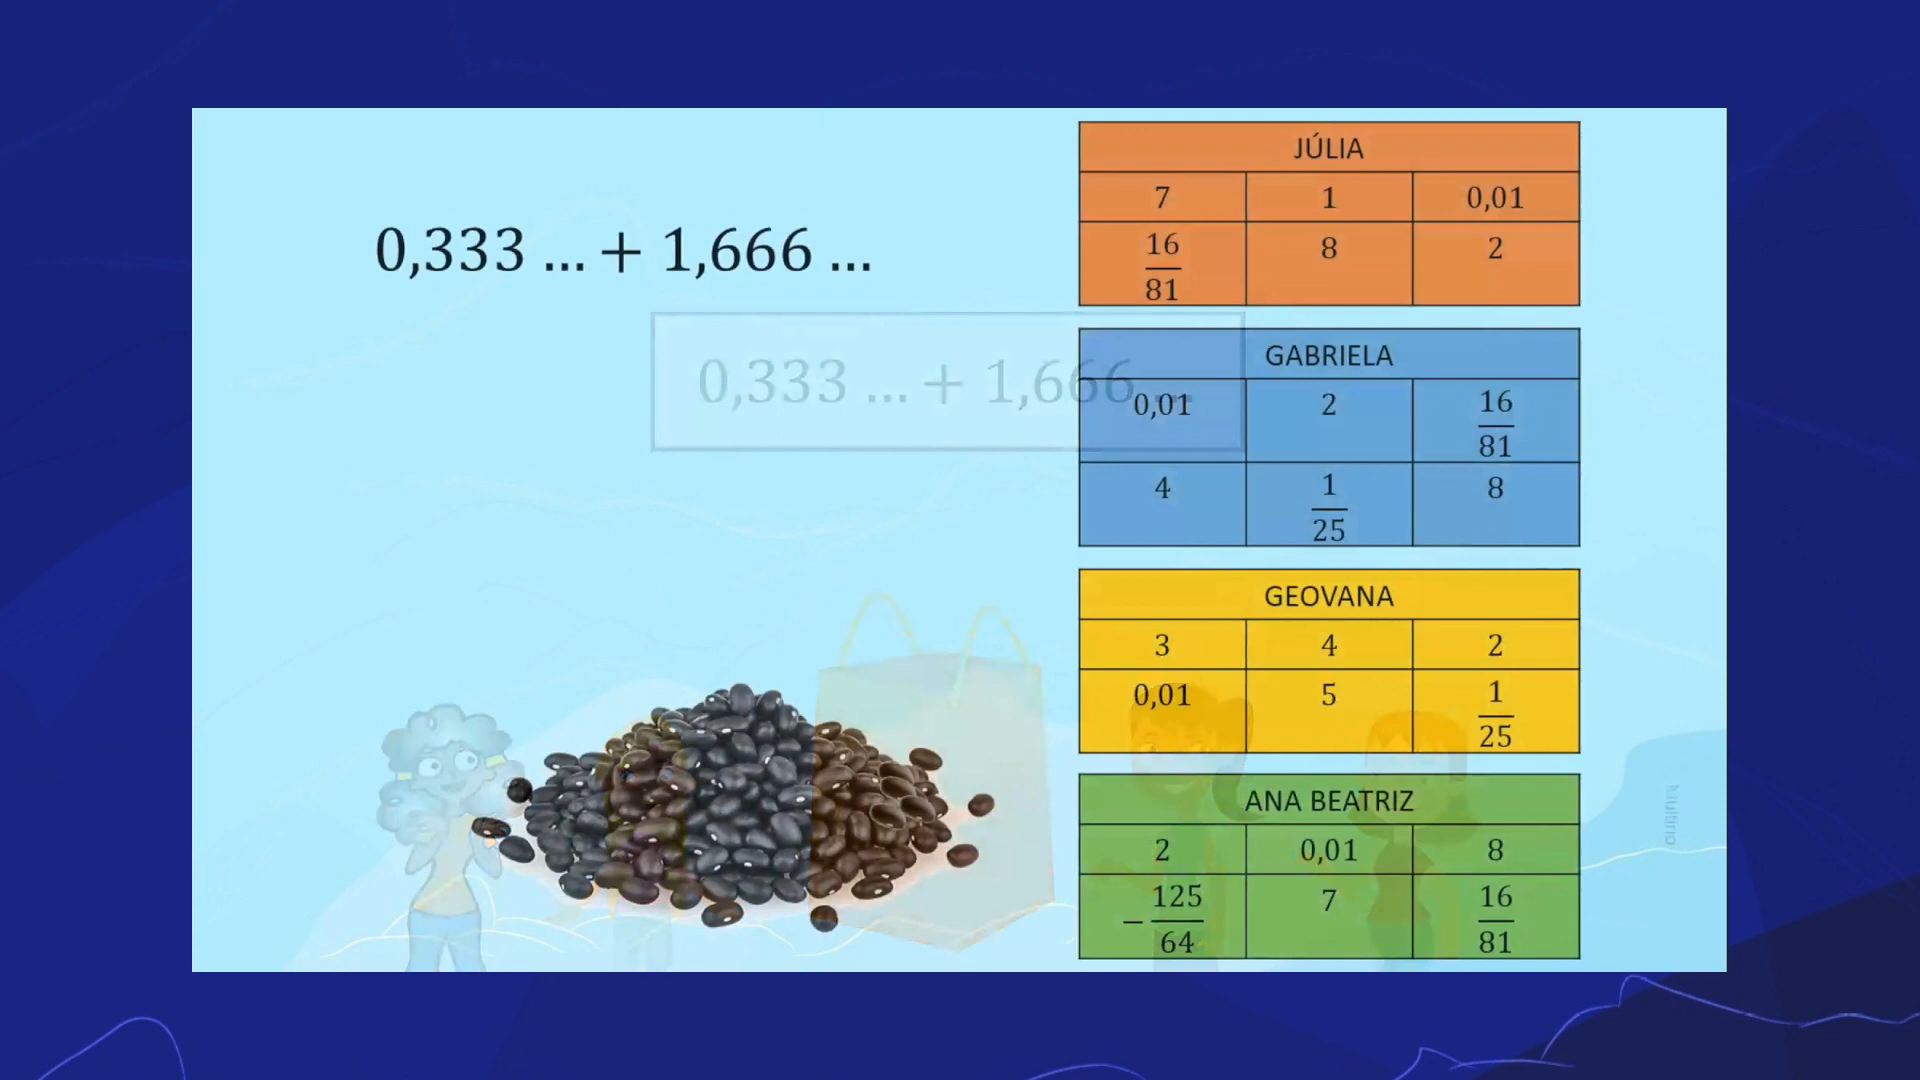 0,333 ... + 1,666 ...
0,333 ... + 1,666 ...
JÚLIA
7 1 0,01
16/81 8 2
GABRIELA
0,01 2 16/81
4 1/25 8
GEOVANA
3 4 2
0,01 5 1/25
ANA BEATRIZ
2 0,01 8
−125/64 7 16/81